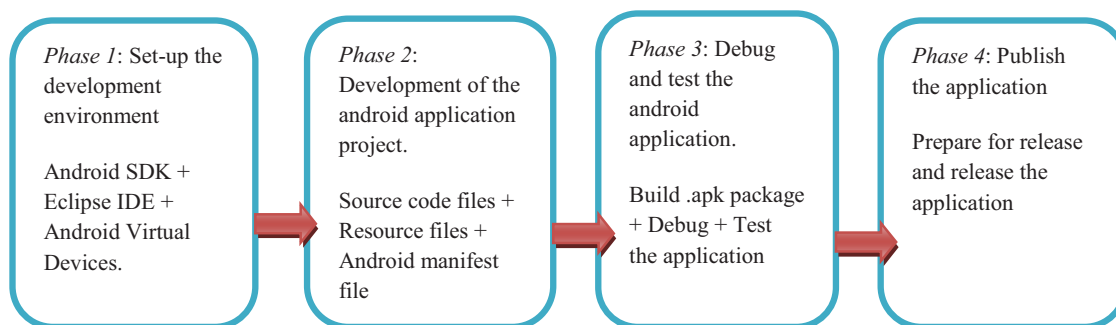 Phase 1: Set-up the
development
environment
Android SDK +
Eclipse IDE +
Android Virtual
Devices.
Phase 2:
Development of the
android application
project.
Source code files +
Resource files +
Android manifest
file
Phase 3: Debug
and test the
android
application.
Build .apk package
+ Debug + Test
the application
Phase 4: Publish
the application
Prepare for release
and release the
application